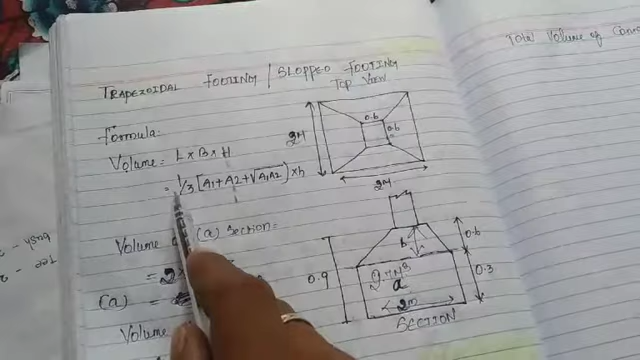 TRAPEZOIDAL FOOTING / SLOPPED FOOTING
TOP VIEW
Total Volume of
Formula:
Volume = L x B x H
= 1/3 [A1 + A2 + √A1A2] x h
0.6
0.6
2M
2M
Volume (a) Section =
= 2
(a) =
Volume
b
0.6
0.9
a
0.3
2m
SECTION